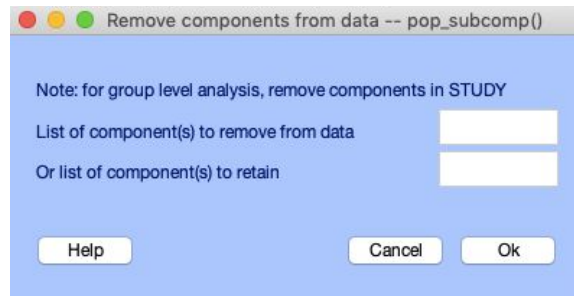 Remove components from data -- pop_subcomp()
Note: for group level analysis, remove components in STUDY
List of component(s) to remove from data
Or list of component(s) to retain
Help Cancel Ok